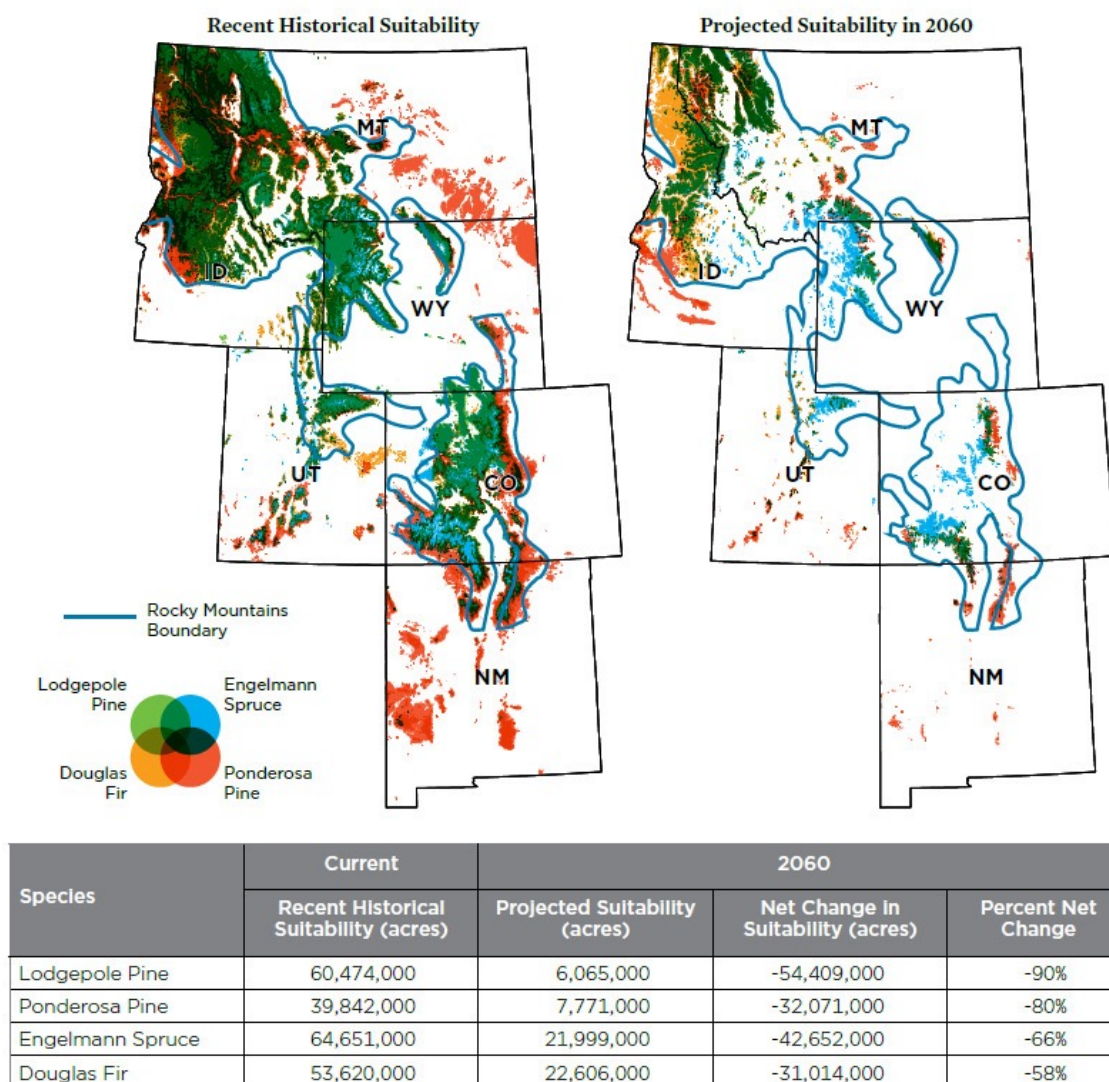 Recent Historical Suitability
Projected Suitability in 2060
MT
ID
WY
UT
CO
NM
MT
ID
WY
UT
CO
NM
Rocky Mountains
Boundary
Lodgepole
Pine
Engelmann
Spruce
Douglas
Fir
Ponderosa
Pine
Species
Current
2060
Recent Historical
Suitability (acres)
Projected Suitability
(acres)
Net Change in
Suitability (acres)
Percent Net
Change
Lodgepole Pine 60,474,000 6,065,000 -54,409,000 -90%
Ponderosa Pine 39,842,000 7,771,000 -32,071,000 -80%
Engelmann Spruce 64,651,000 21,999,000 -42,652,000 -66%
Douglas Fir 53,620,000 22,606,000 -31,014,000 -58%